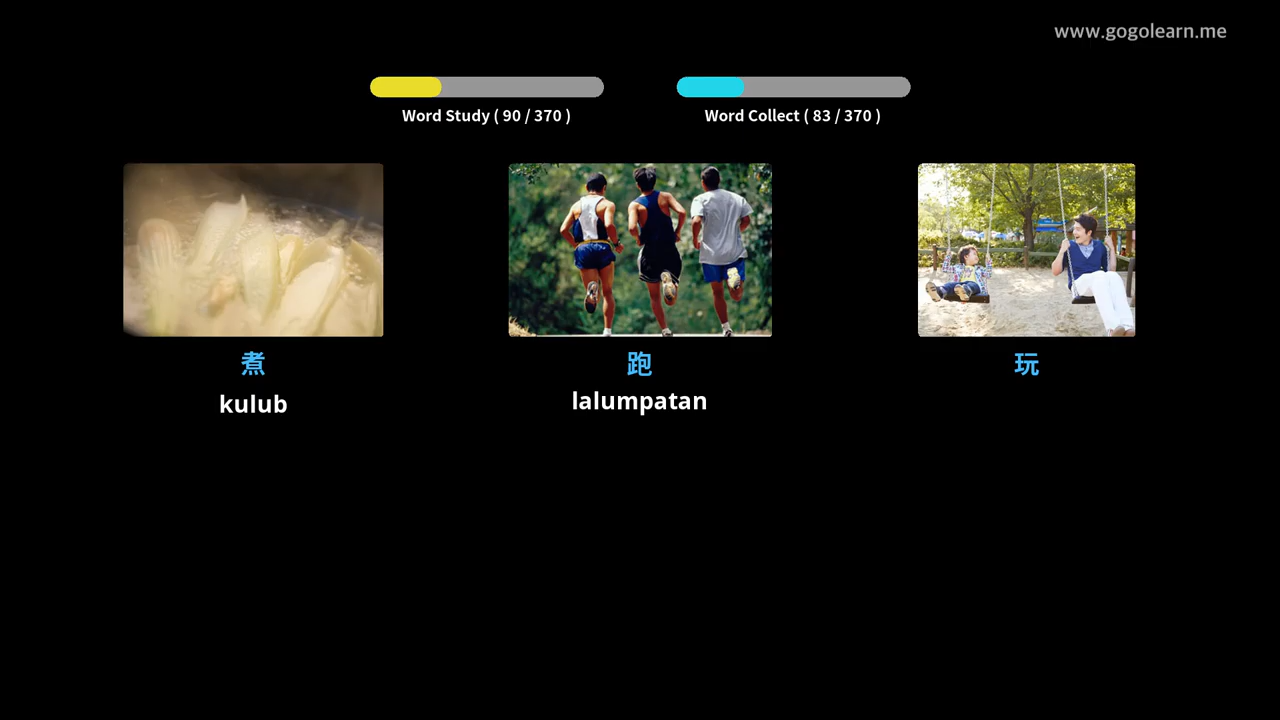 www.gogolearn.me
Word Study ( 90 / 370 )
Word Collect ( 83 / 370 )
煮
跑
玩
kulub
lalumpatan